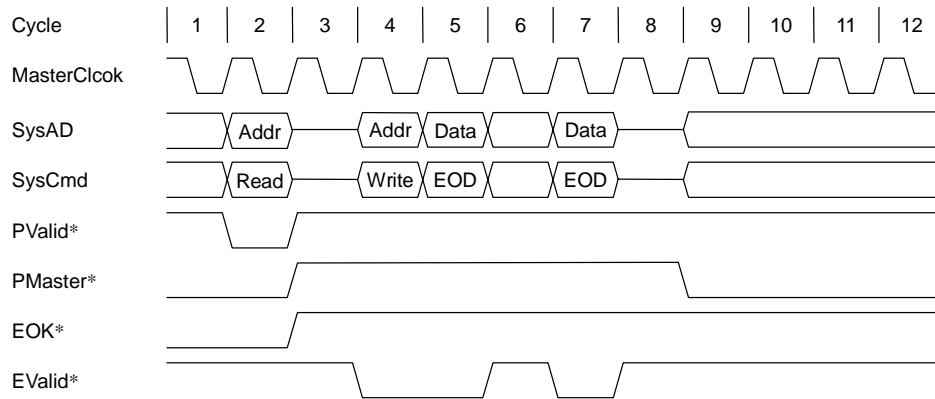 Cycle 1 2 3 4 5 6 7 8 9 10 11 12
MasterClcok
SysAD Addr Addr Data Data
SysCmd Read Write EOD EOD
PValid*
PMaster*
EOK*
EValid*